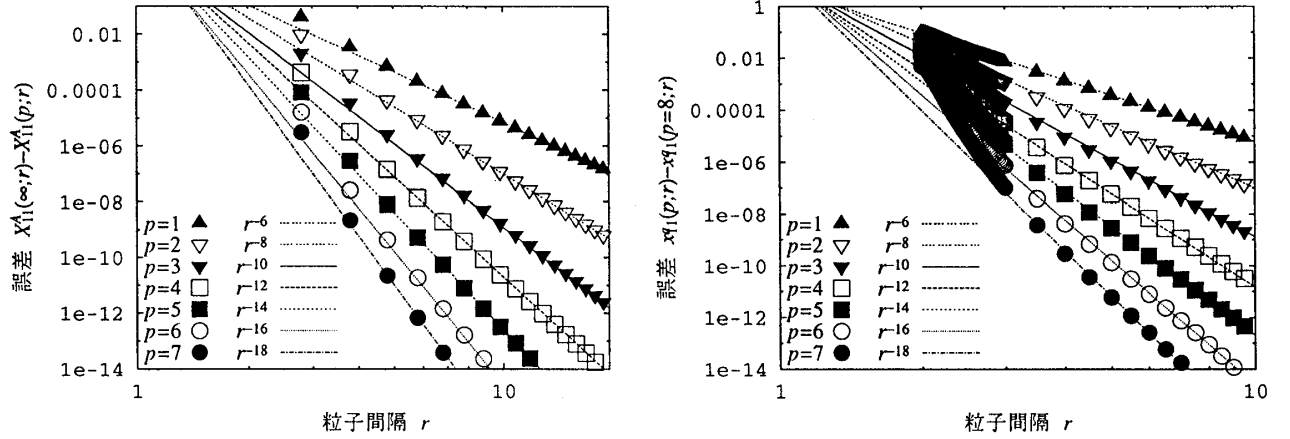 誤差 X^A_11(∞;r)−X^A_11(p;r)
0.01
0.0001
1e-06
1e-08
1e-10
1e-12
1e-14
p=1 r^−6
p=2 r^−8
p=3 r^−10
p=4 r^−12
p=5 r^−14
p=6 r^−16
p=7 r^−18
1 10
粒子間隔 r
誤差 x^q_11(p;r)−x^q_11(p=8;r)
1
0.01
0.0001
1e-06
1e-08
1e-10
1e-12
1e-14
p=1 r^−6
p=2 r^−8
p=3 r^−10
p=4 r^−12
p=5 r^−14
p=6 r^−16
p=7 r^−18
1 10
粒子間隔 r